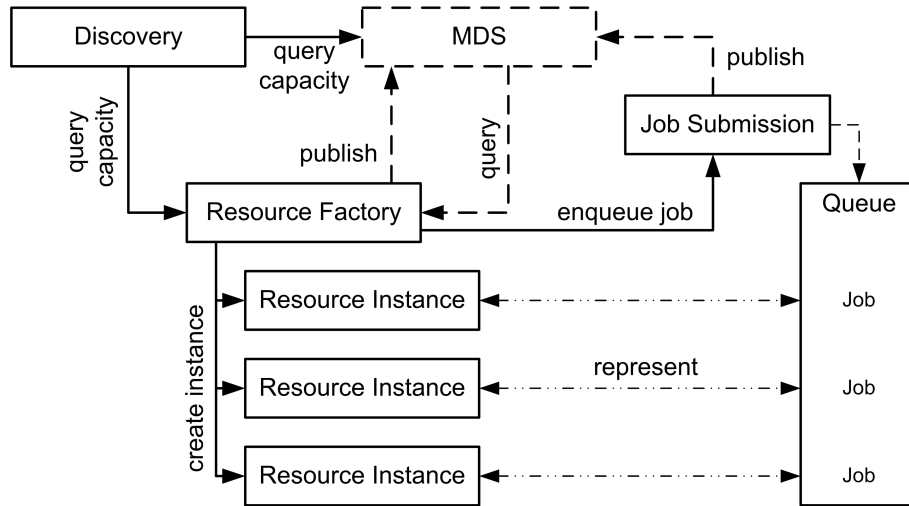 Discovery
query
capacity
MDS
publish
query
capacity
publish
query
Job Submission
Resource Factory
enqueue job
Queue
create instance
Resource Instance
Job
Resource Instance
represent
Job
Resource Instance
Job